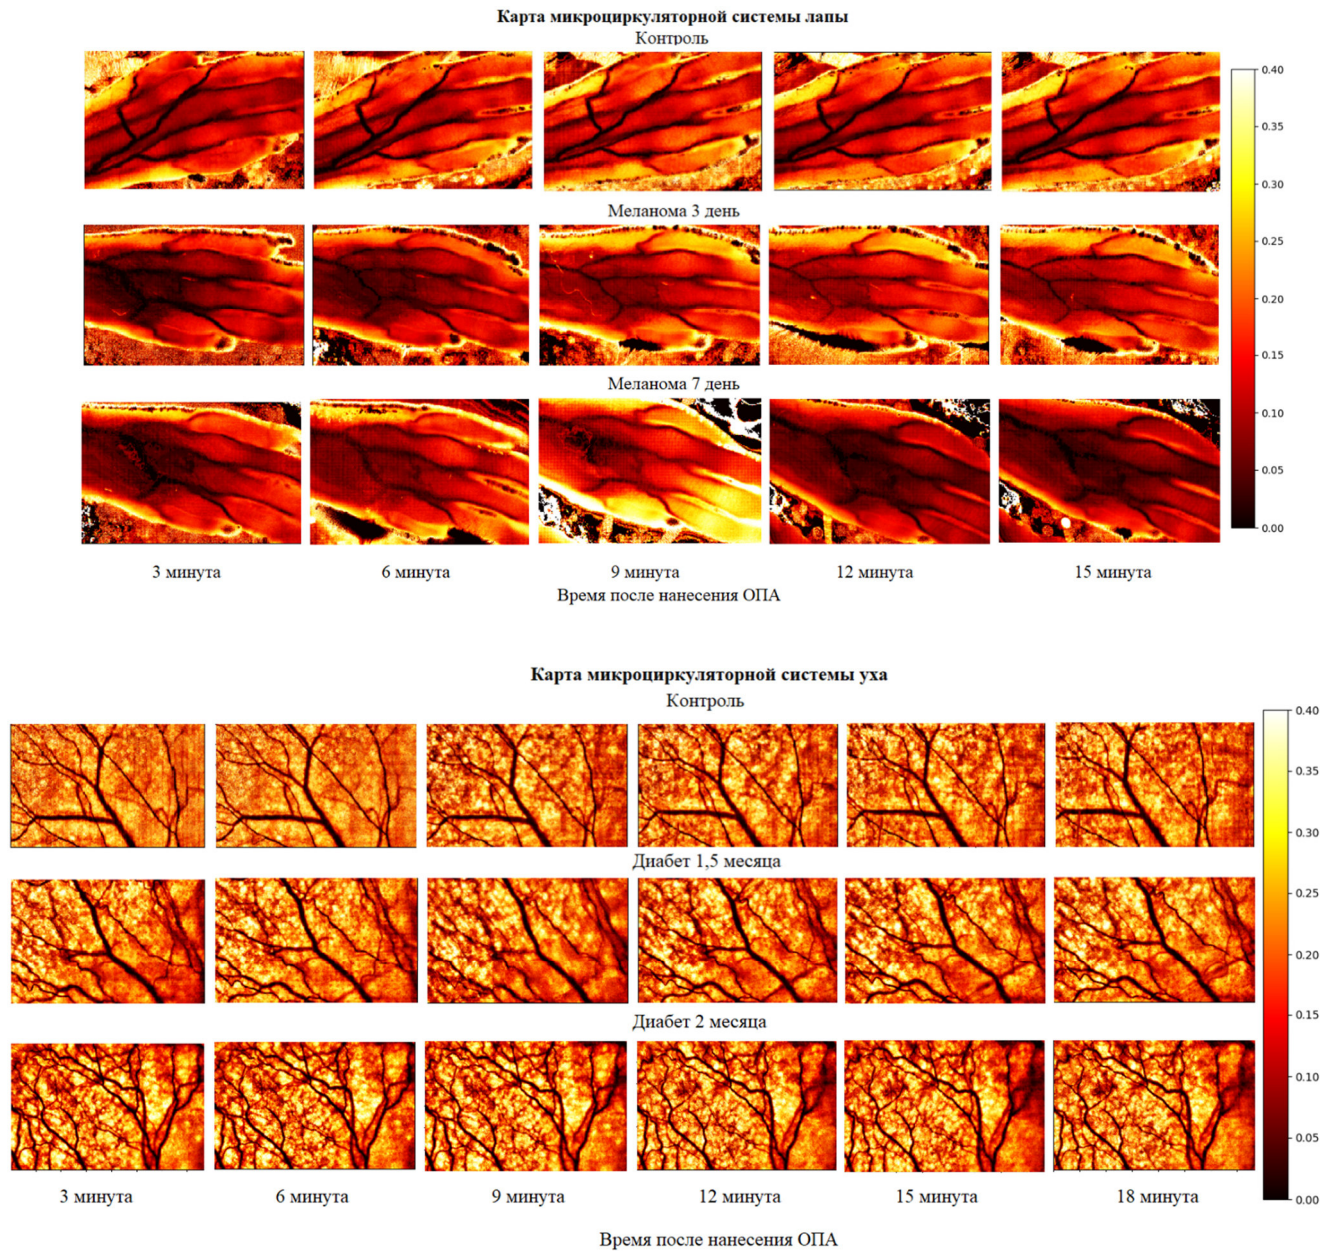 Карта микроциркуляторной системы лапы
Контроль
0.40
0.35
0.30
0.25
0.20
0.15
0.10
0.05
0.00
Меланома 3 день
Меланома 7 день
3 минута 6 минута 9 минута 12 минута 15 минута
Время после нанесения ОПА
Карта микроциркуляторной системы уха
Контроль
0.40
0.35
0.30
0.25
0.20
0.15
0.10
0.05
0.00
Диабет 1,5 месяца
Диабет 2 месяца
3 минута 6 минута 9 минута 12 минута 15 минута 18 минута
Время после нанесения ОПА